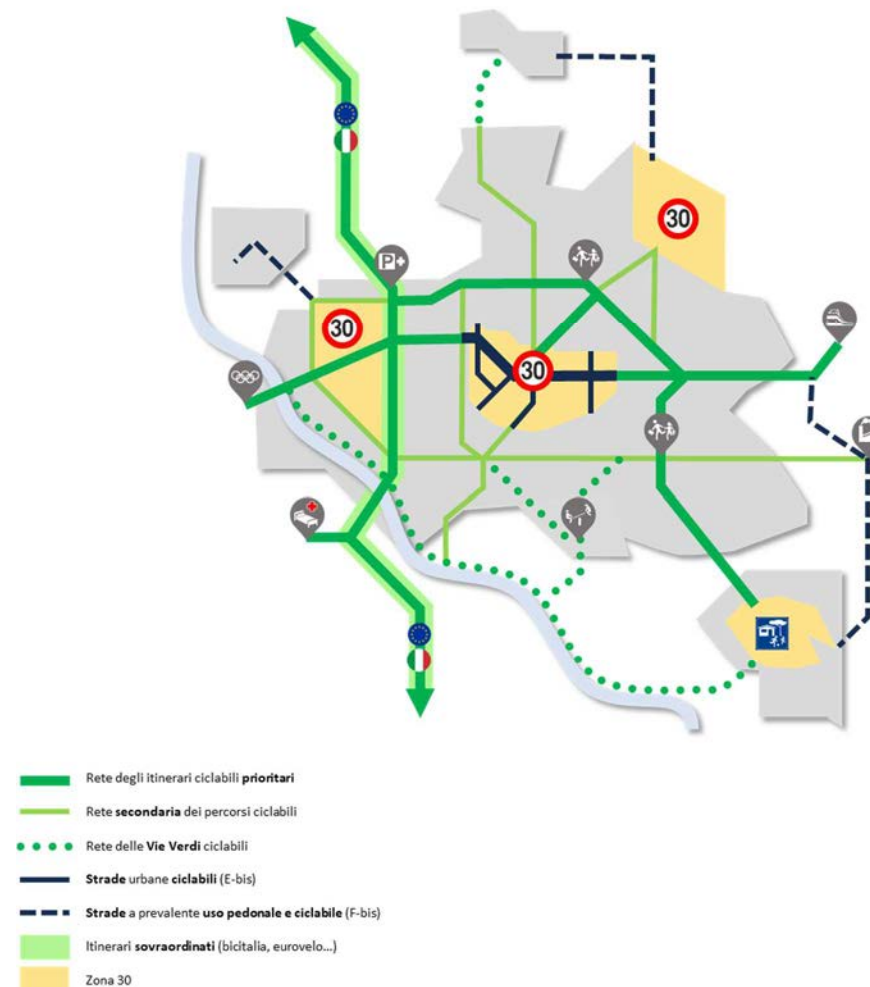 P+
30
30
30
Rete degli itinerari ciclabili prioritari
Rete secondaria dei percorsi ciclabili
Rete delle Vie Verdi ciclabili
Strade urbane ciclabili (E-bis)
Strade a prevalente uso pedonale e ciclabile (F-bis)
Itinerari sovraordinati (bicitalia, eurovelo...)
Zona 30